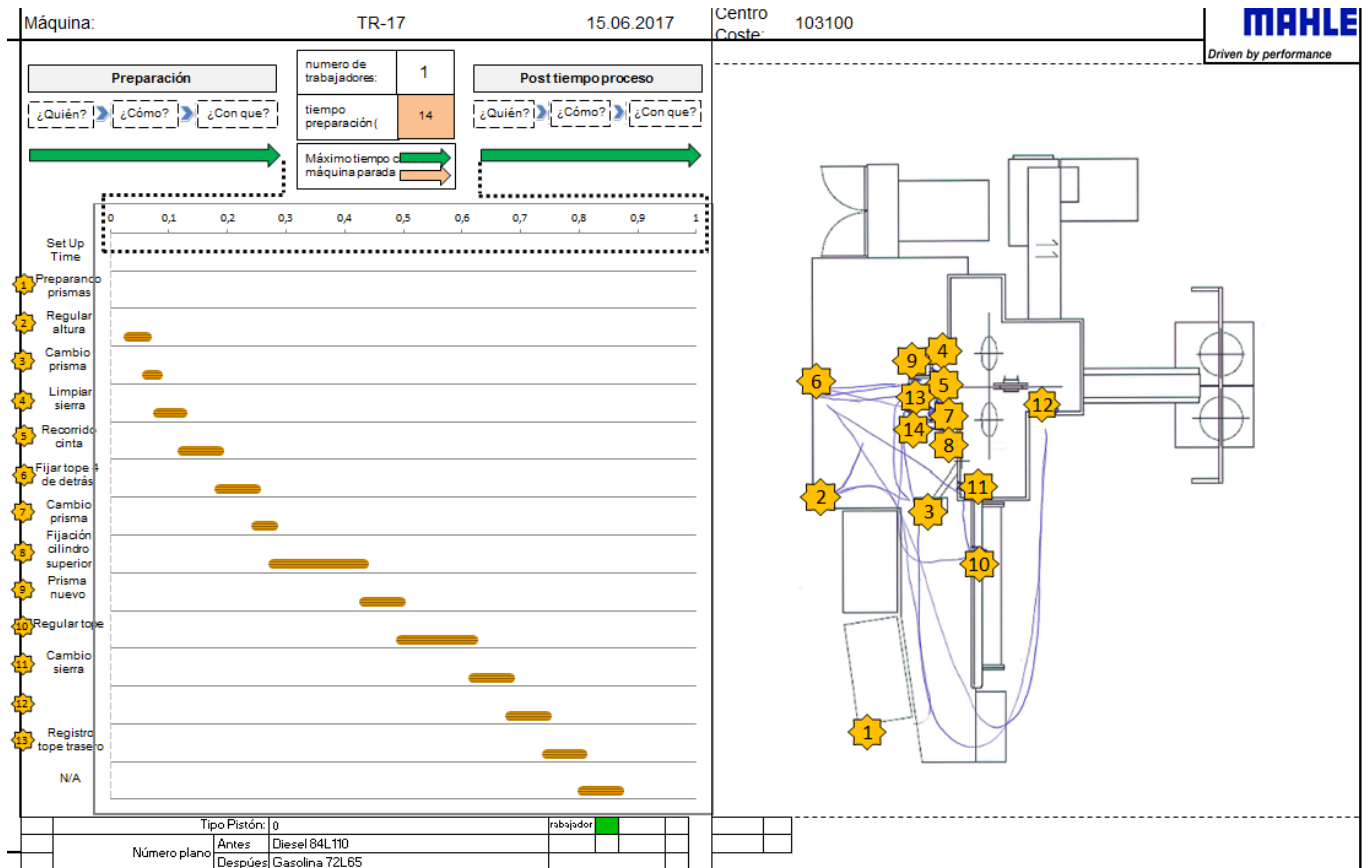 Máquina: TR-17 15.06.2017 Centro Coste: 103100
MAHLE
Driven by performance
Preparación
numero de trabajadores: 1
Post tiempo proceso
¿Quién? ¿Cómo? ¿Con que?
tiempo preparación( 14
¿Quién? ¿Cómo? ¿Con que?
Máximo tiempo c
máquina parada
0 0,1 0,2 0,3 0,4 0,5 0,6 0,7 0,8 0,9 1
Set Up
Time
1 Preparando
prismas
2 Regular
altura
3 Cambio
prisma
4 Limpiar
sierra
5 Recorrido
cinta
6 Fijar tope 4
de detrás
7 Cambio
prisma
8 Fijación
cilindro
superior
9 Prisma
nuevo
10 Regular tope
11 Cambio
sierra
12
13 Registro
tope trasero
N/A
11
9 4
6 5
13 12
7
14
8
11
2 3
10
1
Tipo Pistón: 0 rabajador
Número plano Antes Diesel 84L110
Despúes Gasolina 72L65